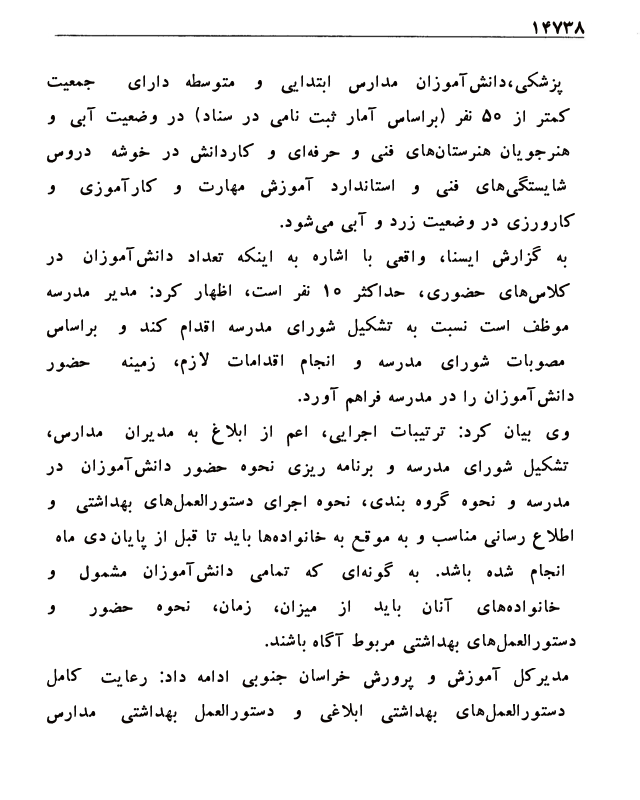 ۱۴۷۳۸
پزشکی،دانش‌آموزان مدارس ابتدایی و متوسطه دارای جمعیت
کمتر از ۵۰ نفر (براساس آمار ثبت نامی در سناد) در وضعیت آبی و
هنرجویان هنرستان‌های فنی و حرفه‌ای و کاردانش در خوشه دروس
شایستگی‌های فنی و استاندارد آموزش مهارت و کارآموزی و
کارورزی در وضعیت زرد و آبی می‌شود.
به گزارش ایسنا، واقعی با اشاره به اینکه تعداد دانش‌آموزان در
کلاس‌های حضوری، حداکثر ۱۰ نفر است، اظهار کرد: مدیر مدرسه
موظف است نسبت به تشکیل شورای مدرسه اقدام کند و براساس
مصوبات شورای مدرسه و انجام اقدامات لازم، زمینه حضور
دانش‌آموزان را در مدرسه فراهم آورد.
وی بیان کرد: ترتیبات اجرایی، اعم از ابلاغ به مدیران مدارس،
تشکیل شورای مدرسه و برنامه ریزی نحوه حضور دانش‌آموزان در
مدرسه و نحوه گروه بندی، نحوه اجرای دستورالعمل‌های بهداشتی و
اطلاع رسانی مناسب و به موقع به خانواده‌ها باید تا قبل از پایان دی ماه
انجام شده باشد. به گونه‌ای که تمامی دانش‌آموزان مشمول و
خانواده‌های آنان باید از میزان، زمان، نحوه حضور و
دستورالعمل‌های بهداشتی مربوط آگاه باشند.
مدیرکل آموزش و پرورش خراسان جنوبی ادامه داد: رعایت کامل
دستورالعمل‌های بهداشتی ابلاغی و دستورالعمل بهداشتی مدارس